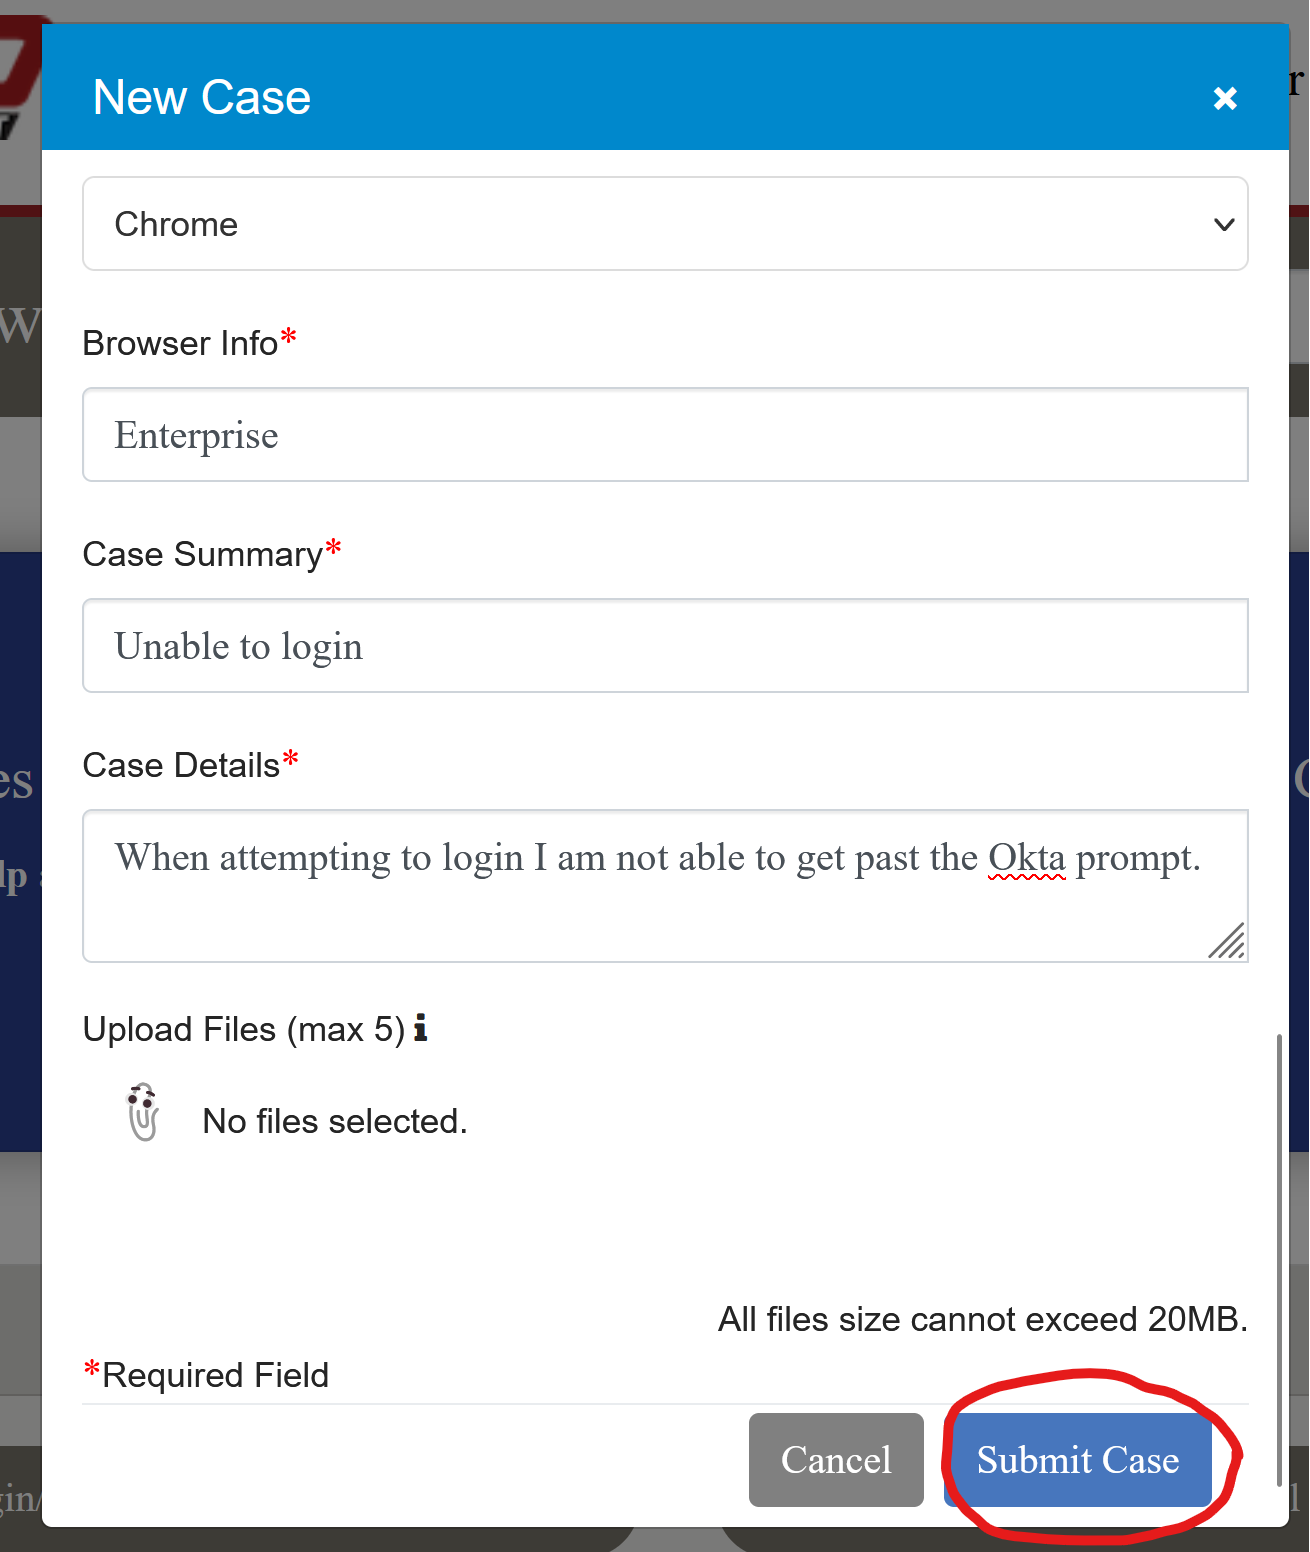 New Case
Chrome
Browser Info*
Enterprise
Case Summary*
Unable to login
Case Details*
When attempting to login I am not able to get past the Okta prompt.
Upload Files (max 5)
No files selected.
All files size cannot exceed 20MB.
*Required Field
Cancel
Submit Case